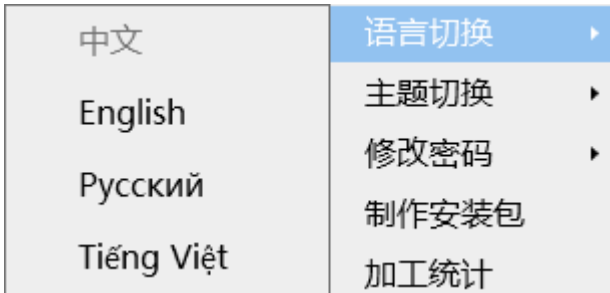 中文
English
Русский
Tiếng Việt
语言切换
主题切换
修改密码
制作安装包
加工统计